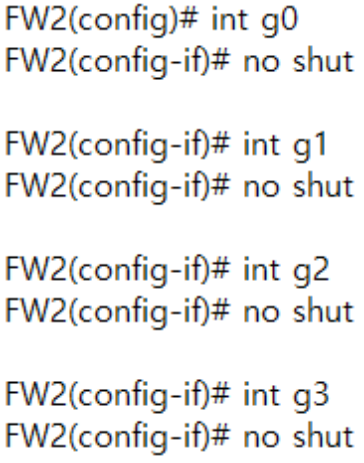 FW2(config)# int g0
FW2(config-if)# no shut
FW2(config-if)# int g1
FW2(config-if)# no shut
FW2(config-if)# int g2
FW2(config-if)# no shut
FW2(config-if)# int g3
FW2(config-if)# no shut